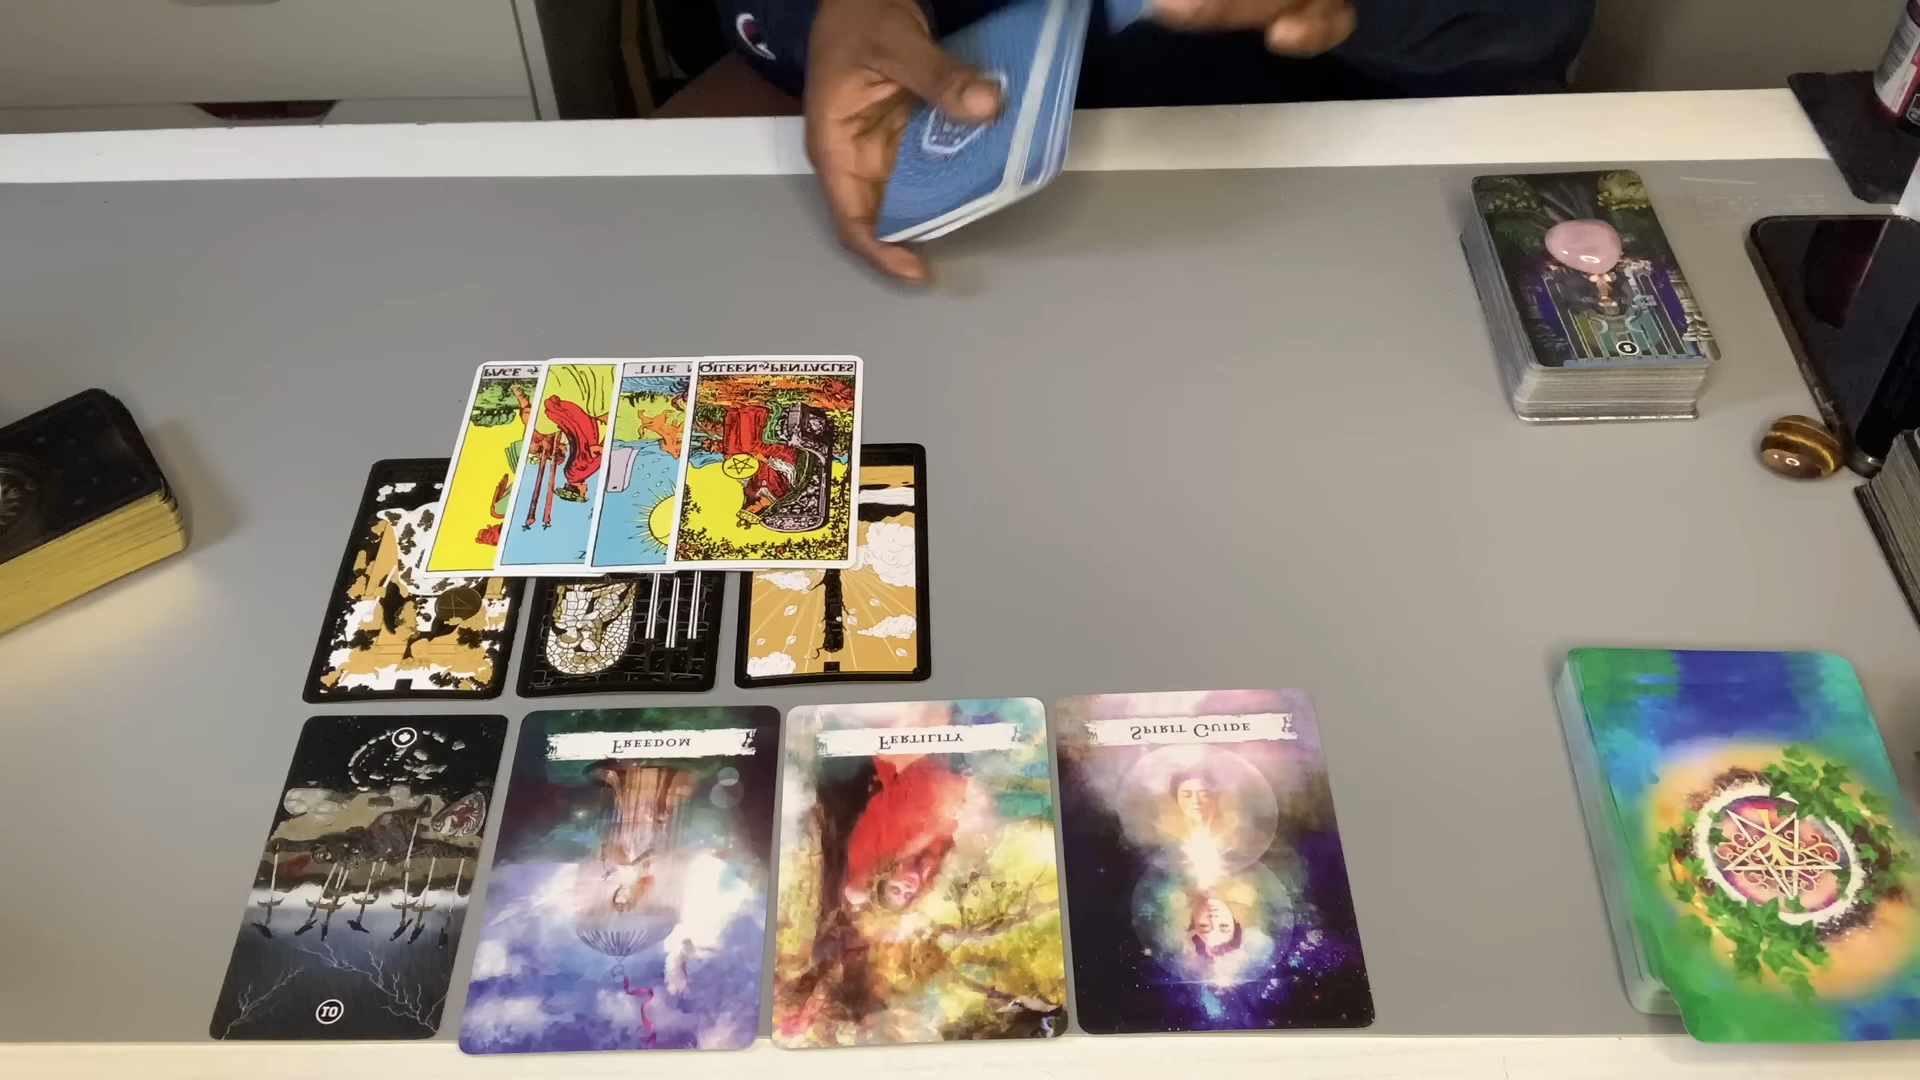 PAGE
THE
QUEEN of PENTACLES
FREEDOM
FERTILITY
SPIRIT GUIDE
10